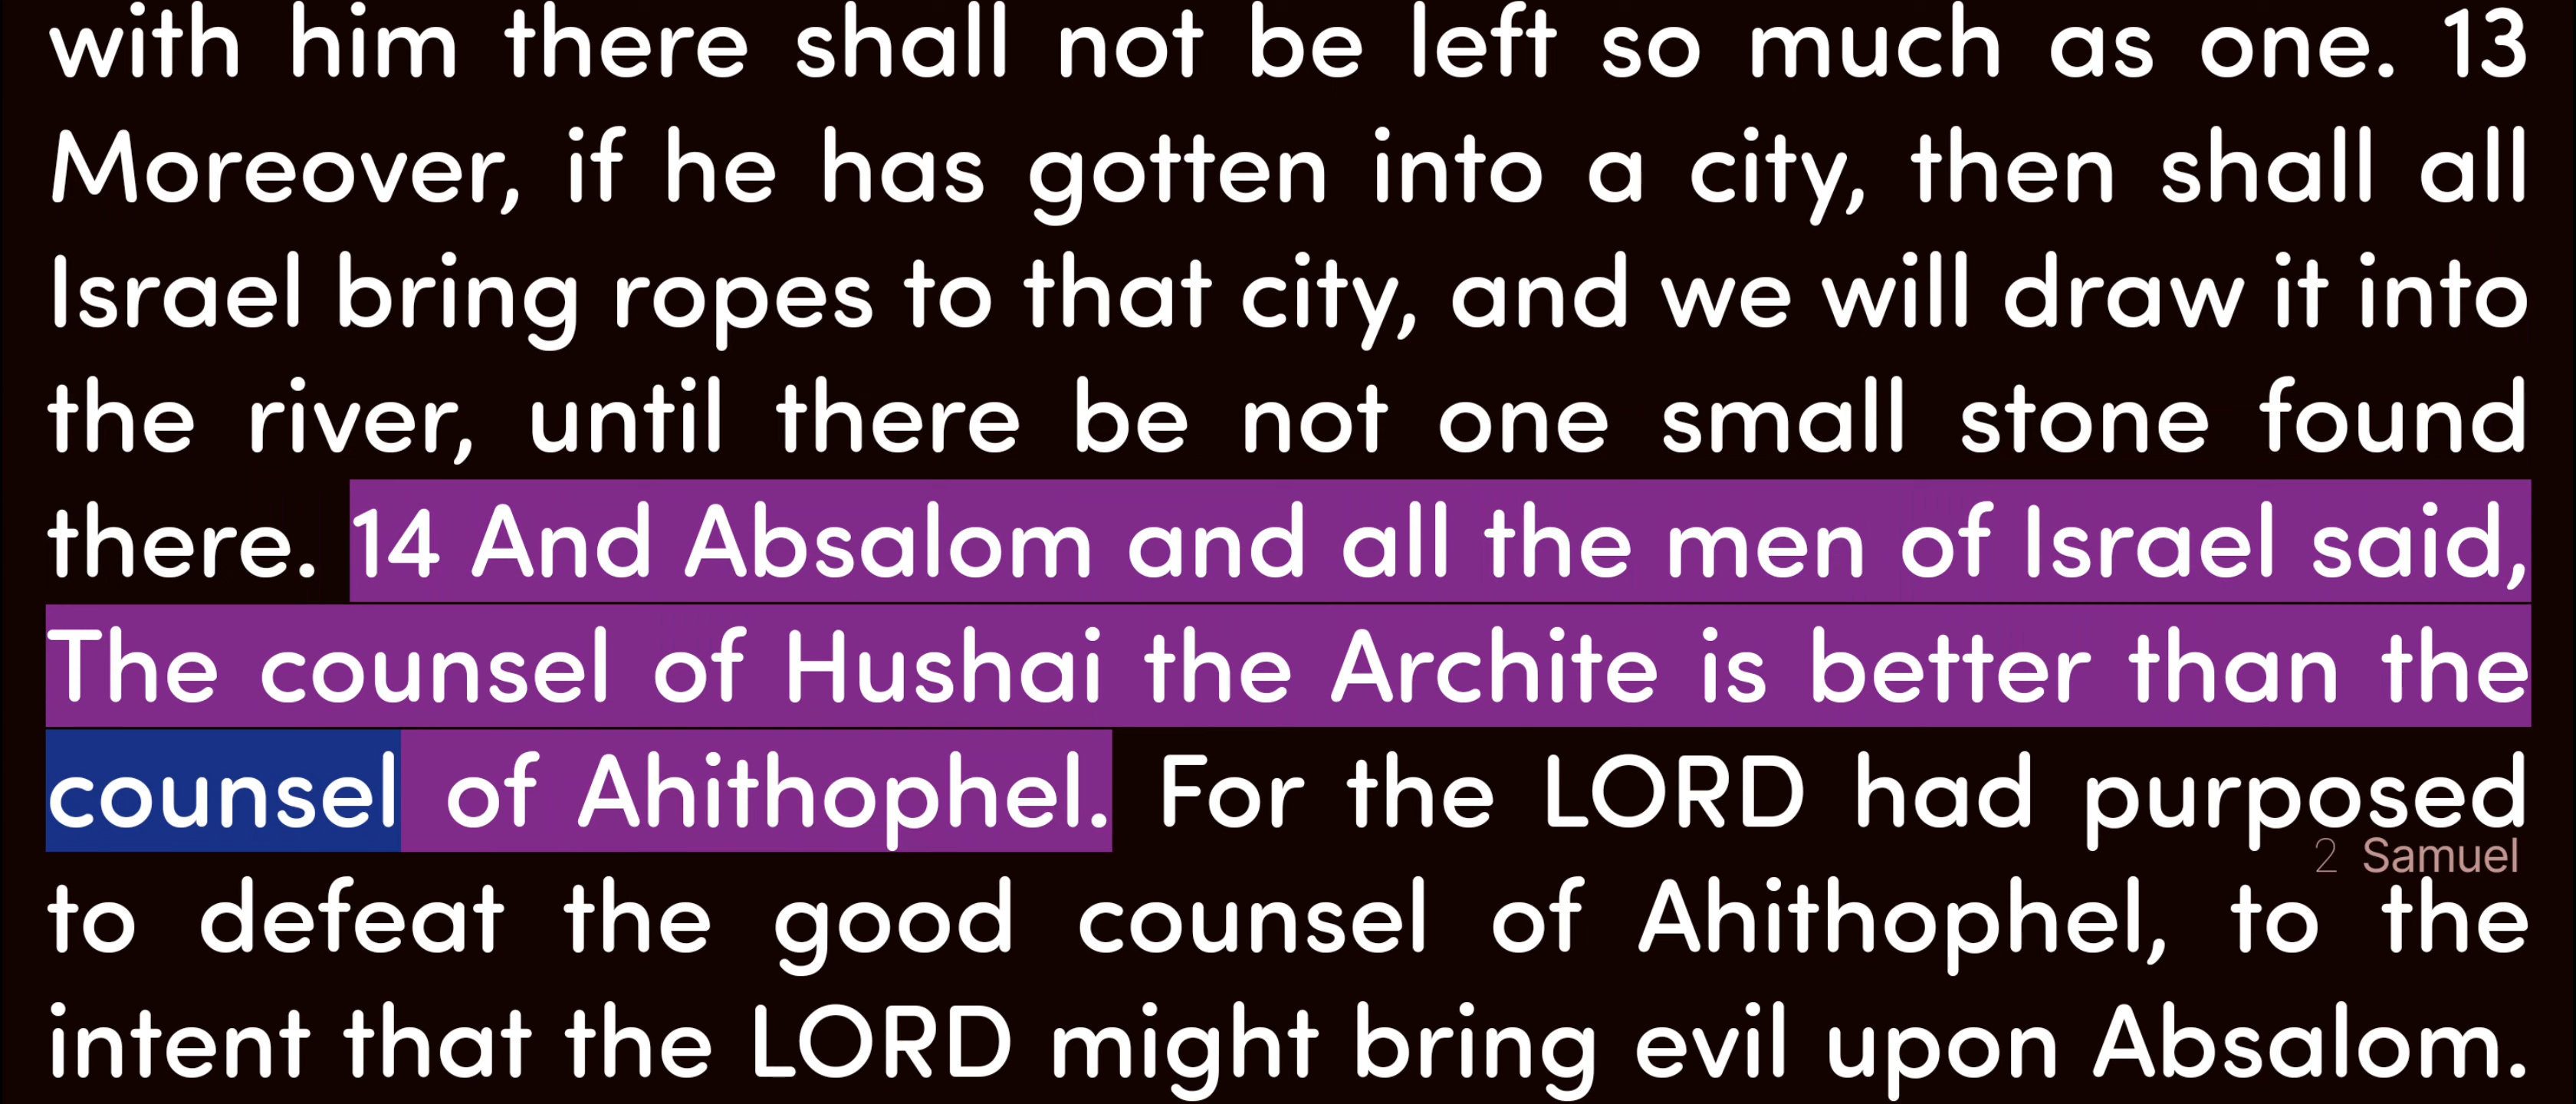 with him there shall not be left so much as one. 13
Moreover, if he has gotten into a city, then shall all
Israel bring ropes to that city, and we will draw it into
the river, until there be not one small stone found
there. 14 And Absalom and all the men of Israel said,
The counsel of Hushai the Archite is better than the
counsel of Ahithophel. For the LORD had purposed
2 Samuel
to defeat the good counsel of Ahithophel, to the
intent that the LORD might bring evil upon Absalom.